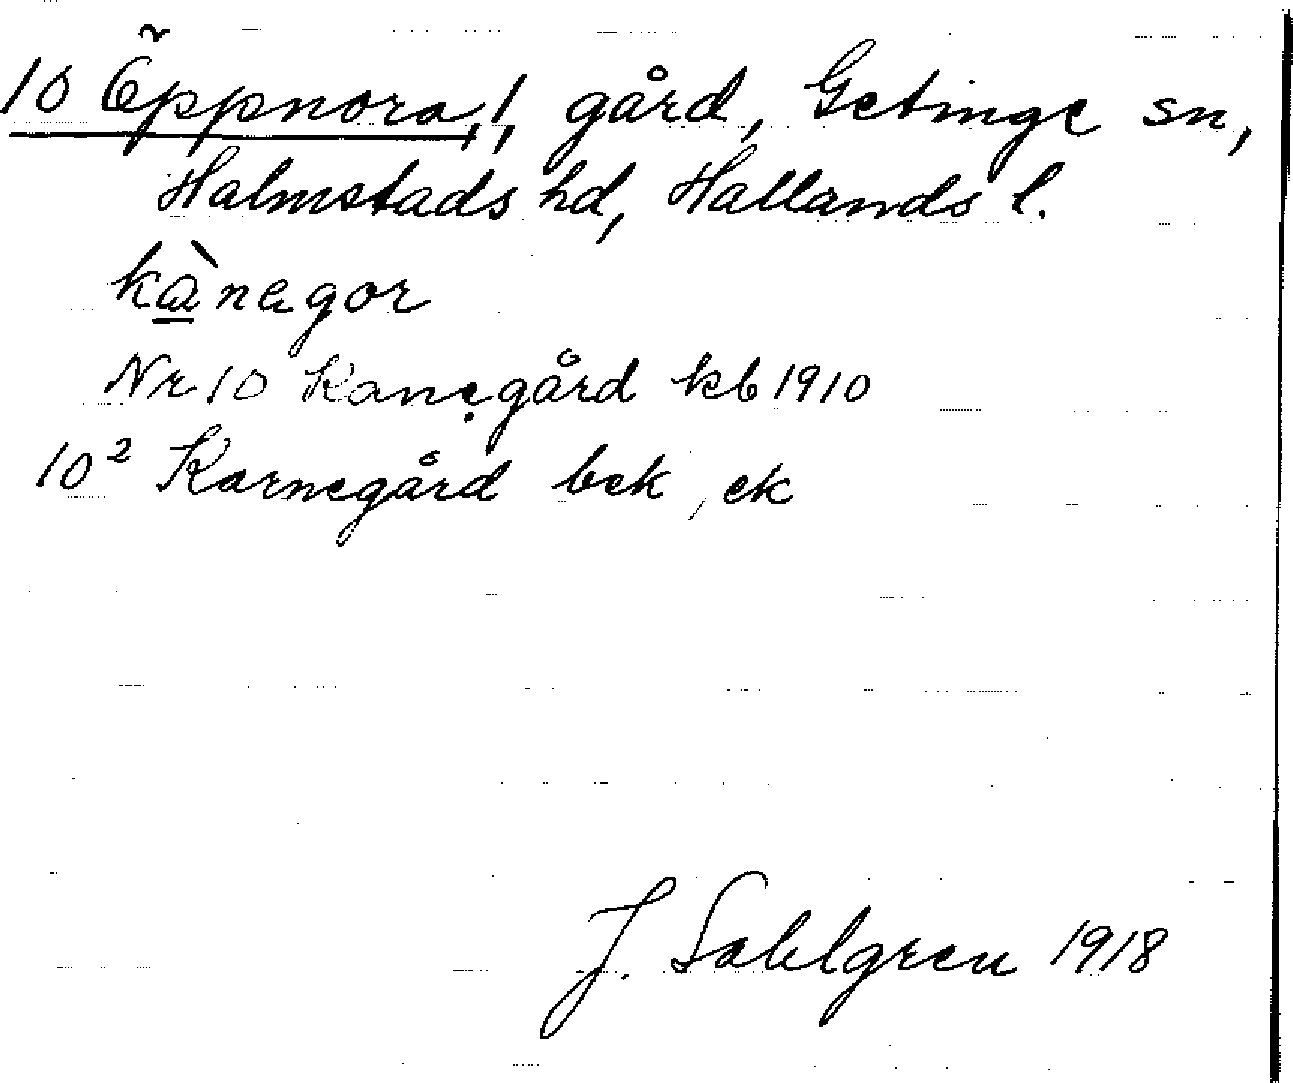 10 Öppnora, 1, gård, Getinge sn,
Halmstads hd, Hallands l.
kànegor
Nr 10 Kanegård kb 1910
10² Karnegård bek, ek
J. Sahlgren 1918